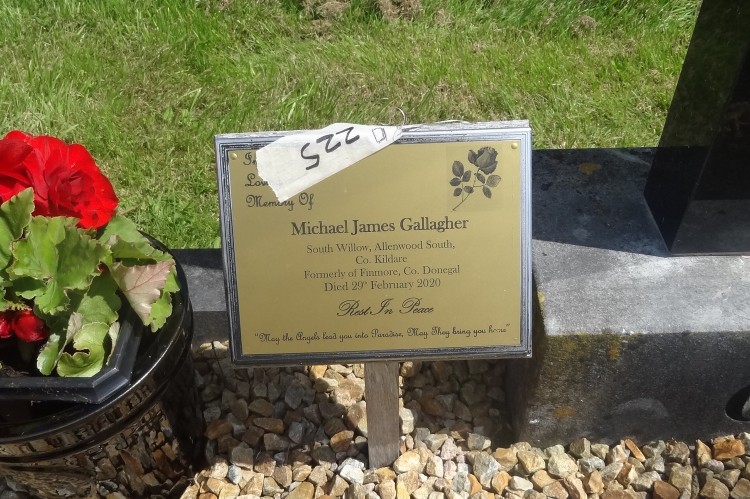 225
Memory Of
Michael James Gallagher
South Willow, Allenwood South,
Co. Kildare
Formerly of Finmore, Co. Donegal
Died 29th February 2020
Rest In Peace
"May the Angels lead you into Paradise, May They bring you home"